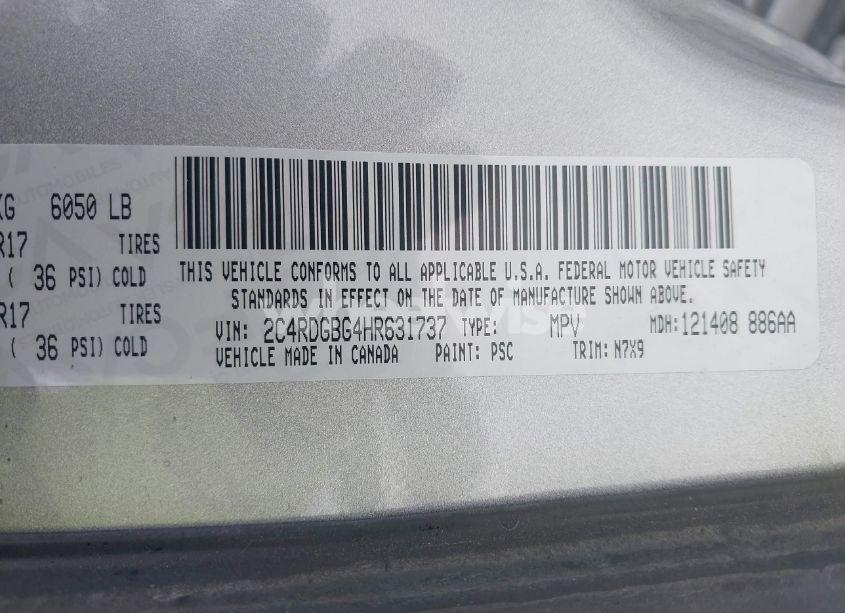 KG 6050 LB
R17 TIRES
( 36 PSI) COLD
R17 TIRES
( 36 PSI) COLD
THIS VEHICLE CONFORMS TO ALL APPLICABLE U.S.A. FEDERAL MOTOR VEHICLE SAFETY
STANDARDS IN EFFECT ON THE DATE OF MANUFACTURE SHOWN ABOVE.
VIN: 2C4RDGBG4HR631737 TYPE: MPV MDH:121408 886AA
VEHICLE MADE IN CANADA PAINT: PSC TRIM: N7X9